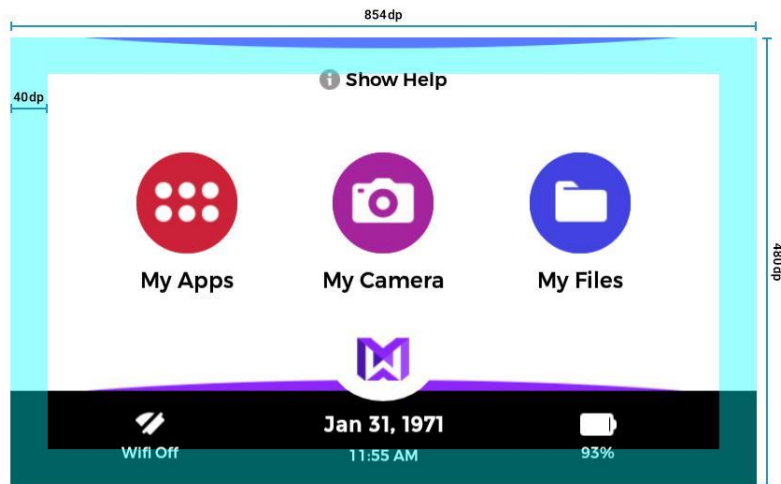 854dp
Show Help
40dp
480dp
My Apps
My Camera
My Files
Jan 31, 1971
Wifi Off
11:55 AM
93%